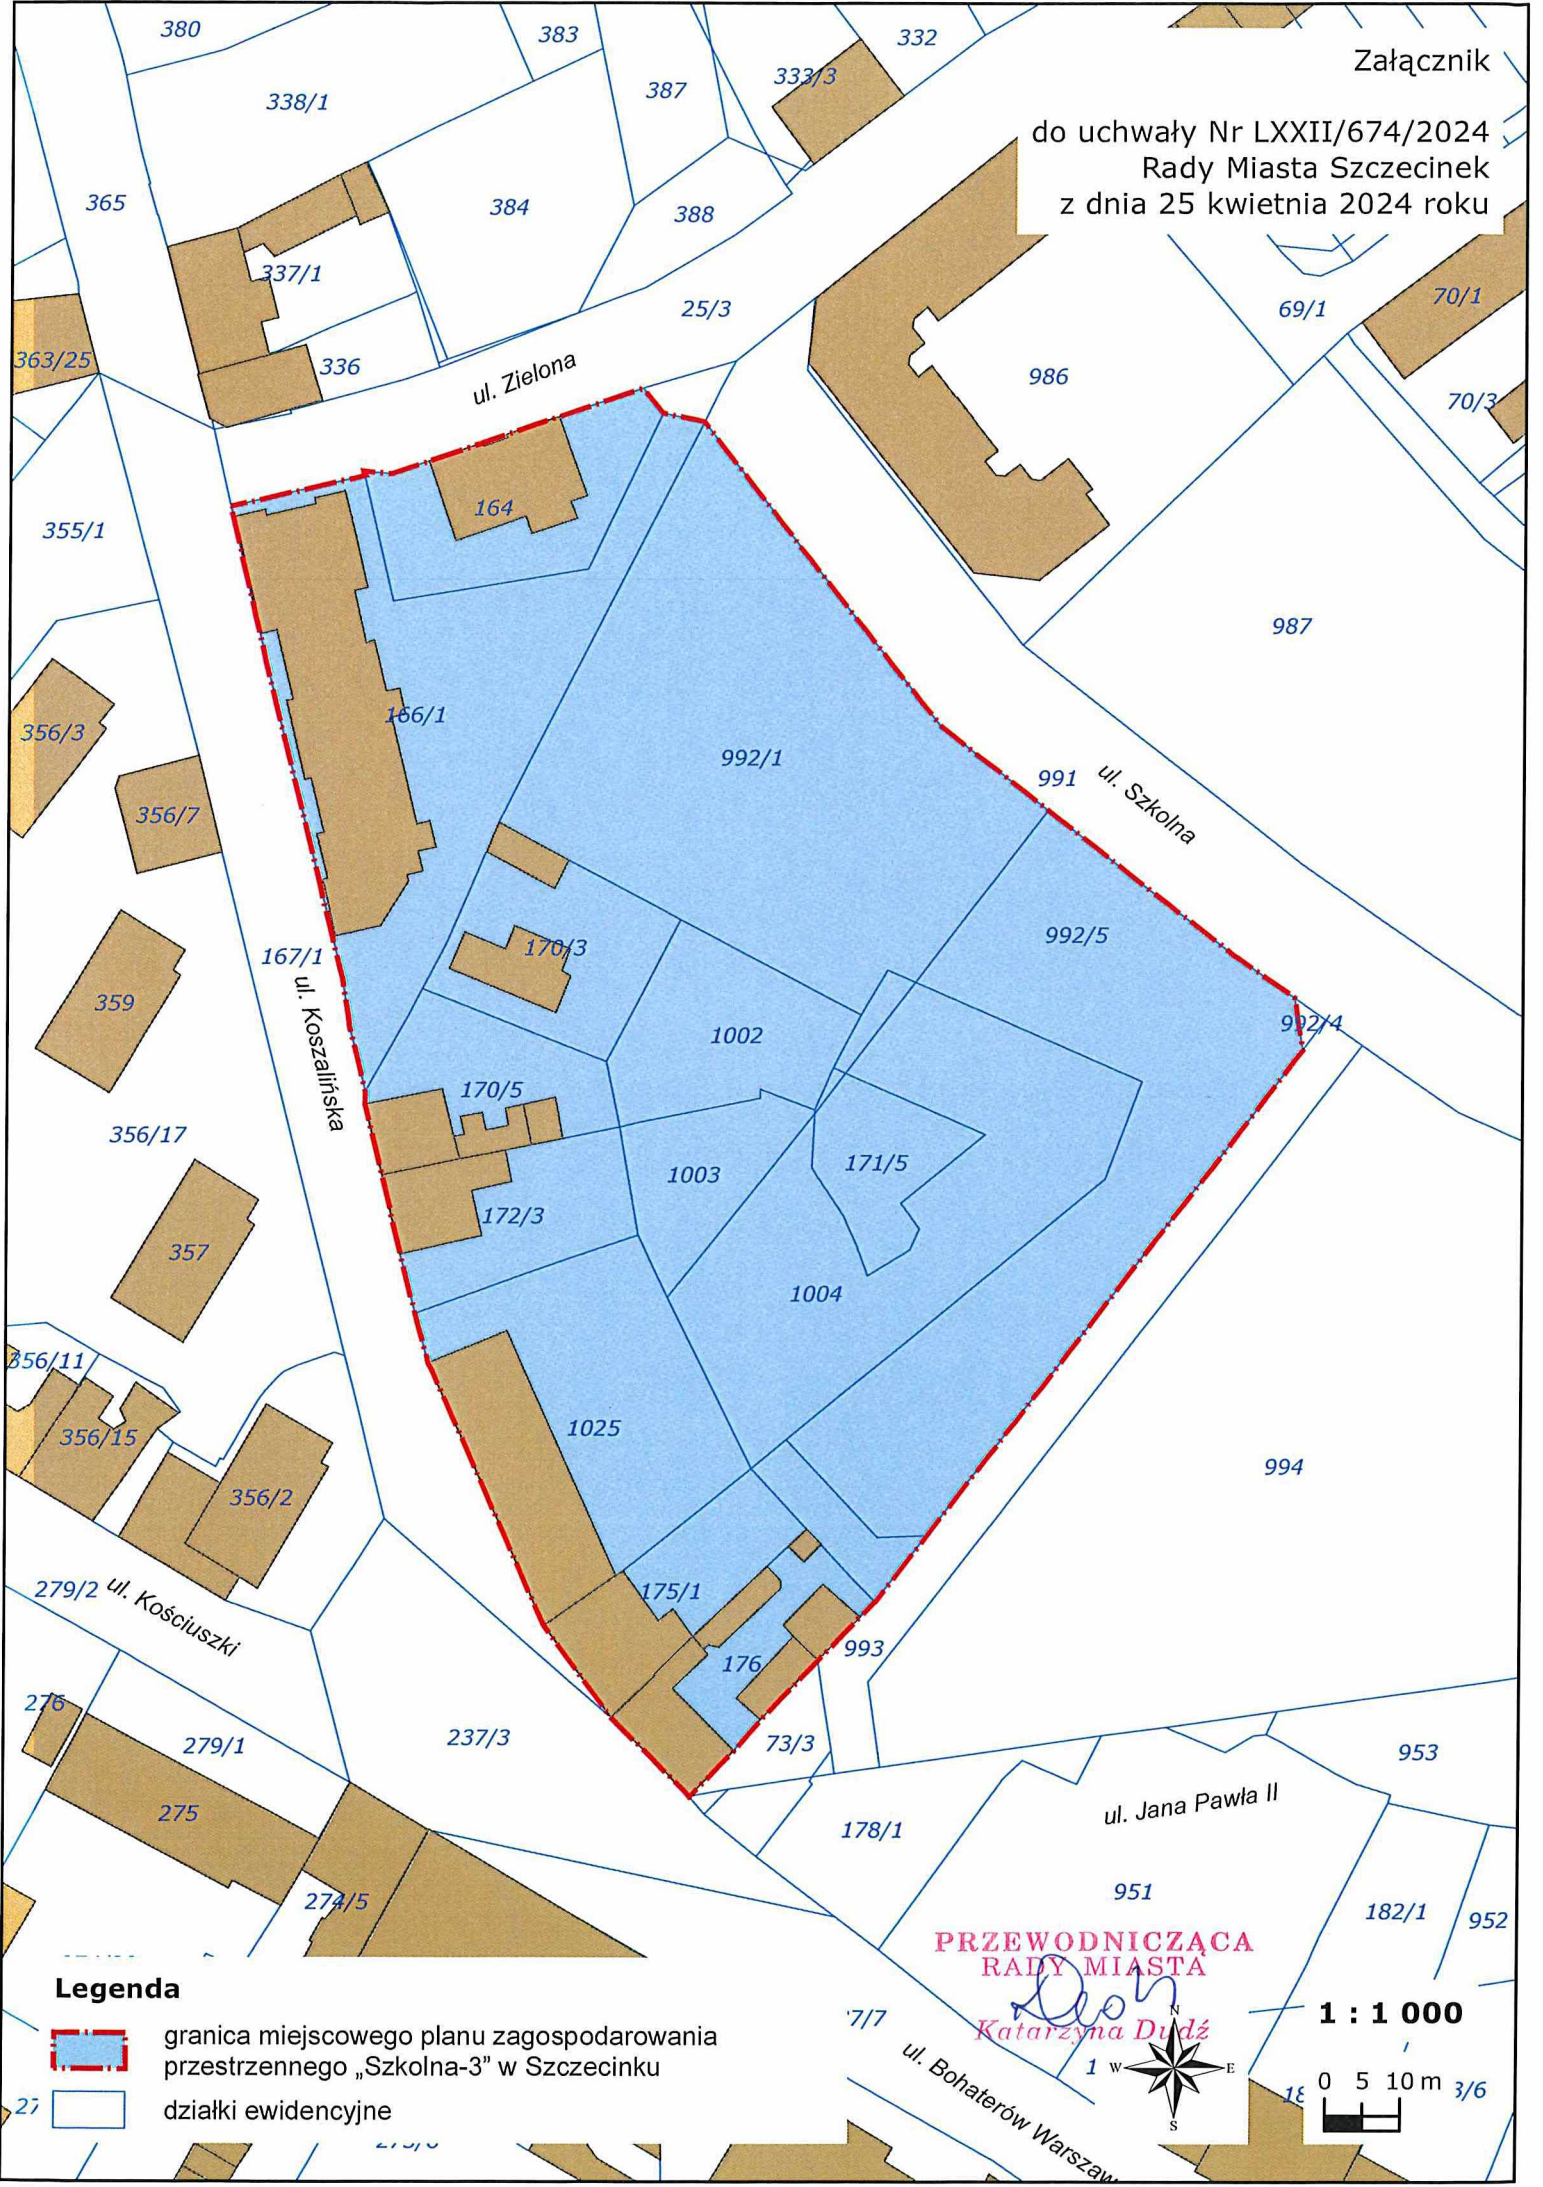 380
383
332
333/3
Załącznik
338/1
387
do uchwały Nr LXXII/674/2024
Rady Miasta Szczecinek
z dnia 25 kwietnia 2024 roku
365
384
388
337/1
25/3
69/1
70/1
363/25
336
ul. Zielona
986
70/3
164
355/1
987
166/1
356/3
992/1
991
ul. Szkolna
356/7
170/3
992/5
167/1
359
ul. Koszalińska
1002
992/4
170/5
356/17
1003
171/5
172/3
357
1004
356/11
1025
356/15
994
356/2
279/2
ul. Kościuszki
175/1
993
176
276
279/1
237/3
73/3
953
275
ul. Jana Pawła II
178/1
951
274/5
182/1
952
PRZEWODNICZĄCA
RADY MIASTA
Katarzyna Dudź
Legenda
granica miejscowego planu zagospodarowania
przestrzennego „Szkolna-3” w Szczecinku
działki ewidencyjne
7/7
ul. Bohaterów Warszaw
1
N
W
E
S
1 : 1 000
0 5 10 m
27
18
3/6